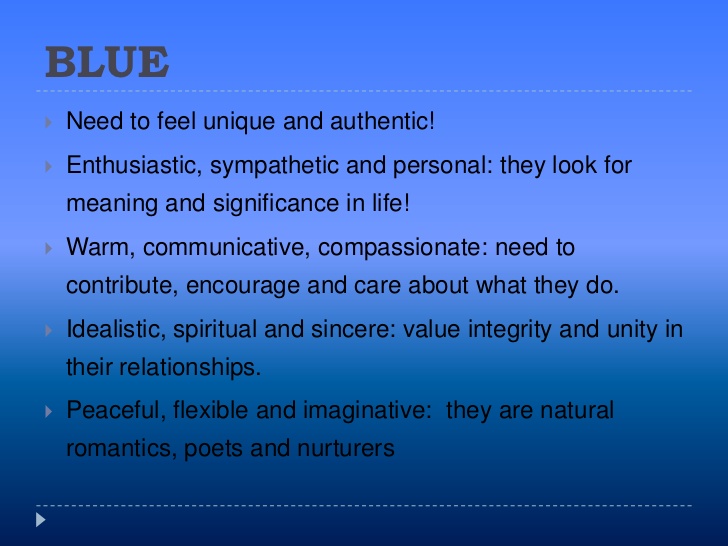 BLUE
Need to feel unique and authentic!
Enthusiastic, sympathetic and personal: they look for
meaning and significance in life!
Warm, communicative, compassionate: need to
contribute, encourage and care about what they do.
Idealistic, spiritual and sincere: value integrity and unity in
their relationships.
Peaceful, flexible and imaginative:  they are natural
romantics, poets and nurturers